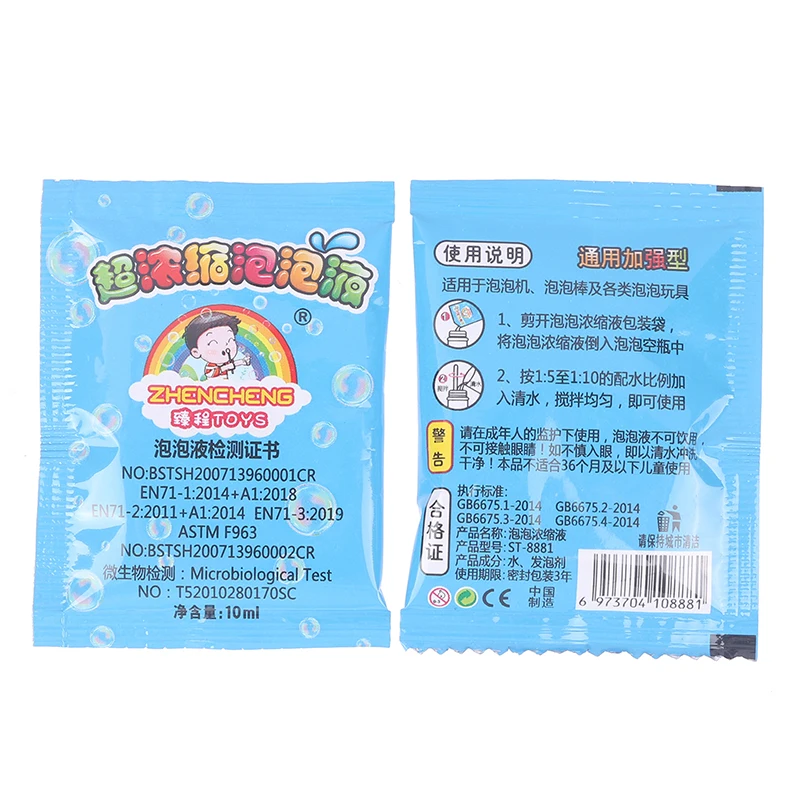 超浓缩泡泡液
®
ZHENCHENG
臻程TOYS
泡泡液检测证书
NO:BSTSH200713960001CR
EN71-1:2014+A1:2018
EN71-2:2011+A1:2014 EN71-3:2019
ASTM F963
NO:BSTSH200713960002CR
微生物检测：Microbiological Test
NO：T52010280170SC
净含量:10ml
使用说明 通用加强型
适用于泡泡机、泡泡棒及各类泡泡玩具
1、剪开泡泡浓缩液包装袋，
将泡泡浓缩液倒入泡泡空瓶中
2、按1:5至1:10的配水比例加
入清水，搅拌均匀，即可使用
1
2
搅拌
清水
警告
请在成年人的监护下使用，泡泡液不可饮用，
不可接触眼睛！如不慎入眼，即以清水冲洗
干净！本品不适合36个月及以下儿童使用
合格证
执行标准:
GB6675.1-2014 GB6675.2-2014
GB6675.3-2014 GB6675.4-2014
产品名称: 泡泡浓缩液
产品型号: ST-8881
产品成分: 水、发泡剂
使用期限: 密封包装3年
0-3
CE
中国
制造
请保持城市清洁
6 973704 108881